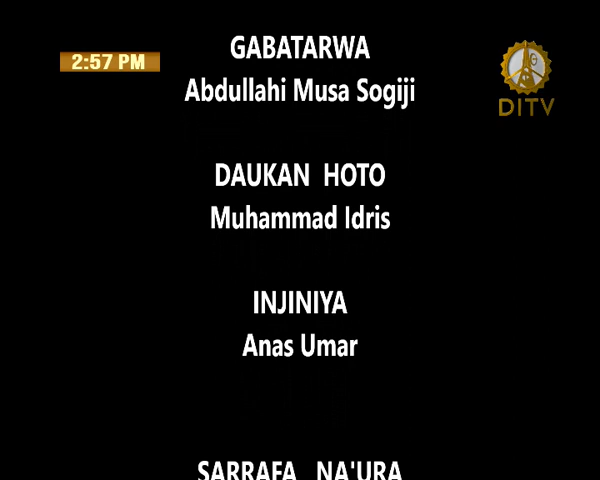 GABATARWA
2:57 PM
Abdullahi Musa Sogiji
DITV
DAUKAN HOTO
Muhammad Idris
INJINIYA
Anas Umar
SARRAFA NA'URA